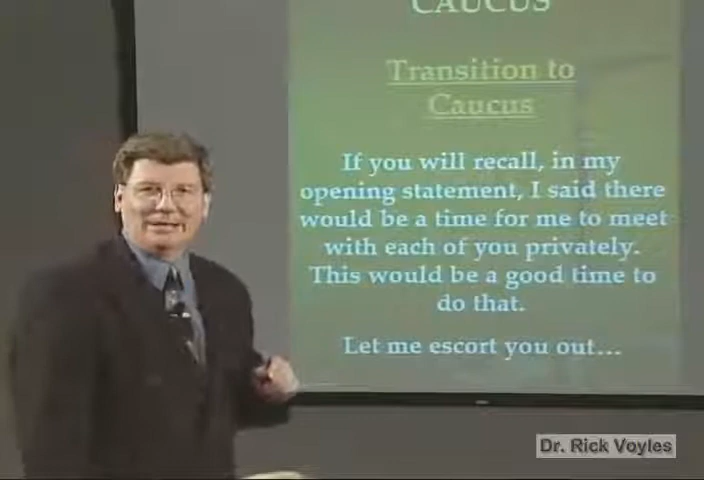 CAUCUS
Transition to
Caucus
If you will recall, in my
opening statement, I said there
would be a time for me to meet
with each of you privately.
This would be a good time to
do that.
Let me escort you out...
Dr. Rick Voyles